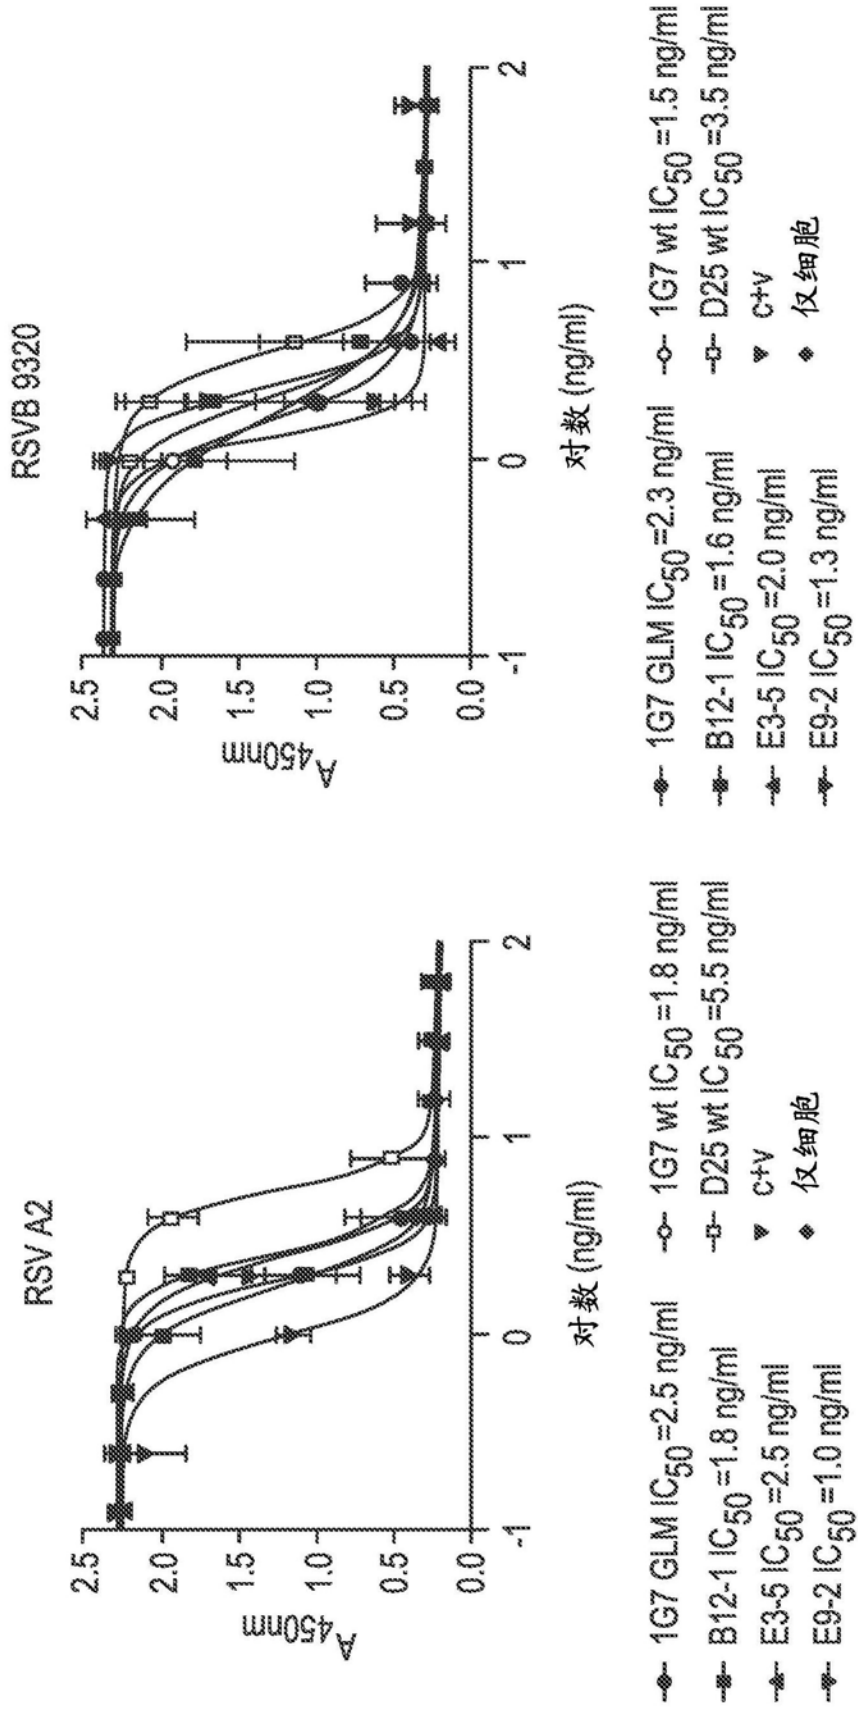 RSV A2
A450nm
2.5
2.0
1.5
1.0
0.5
0.0
-1
0
1
2
对数 (ng/ml)
1G7 GLM IC50=2.5 ng/ml
B12-1 IC50=1.8 ng/ml
E3-5 IC50=2.5 ng/ml
E9-2 IC50=1.0 ng/ml
1G7 wt IC50=1.8 ng/ml
D25 wt IC50=5.5 ng/ml
c+v
仅细胞
RSVB 9320
A450nm
2.5
2.0
1.5
1.0
0.5
0.0
-1
0
1
2
对数 (ng/ml)
1G7 GLM IC50=2.3 ng/ml
B12-1 IC50=1.6 ng/ml
E3-5 IC50=2.0 ng/ml
E9-2 IC50=1.3 ng/ml
1G7 wt IC50=1.5 ng/ml
D25 wt IC50=3.5 ng/ml
c+v
仅细胞